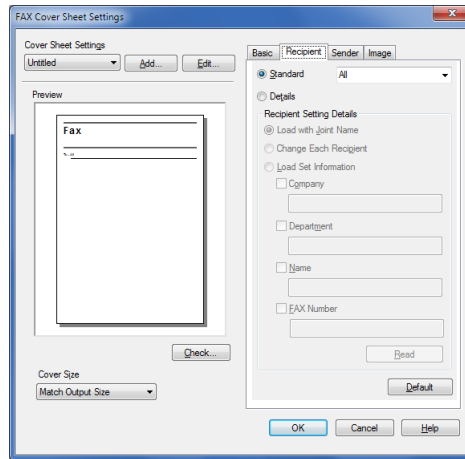 FAX Cover Sheet Settings
Cover Sheet Settings
Untitled
Add...
Edit...
Preview
Fax
Check...
Cover Size
Match Output Size
Basic
Recipient
Sender
Image
Standard
All
Details
Recipient Setting Details
Load with Joint Name
Change Each Recipient
Load Set Information
Company
Department
Name
FAX Number
Read
Default
OK
Cancel
Help